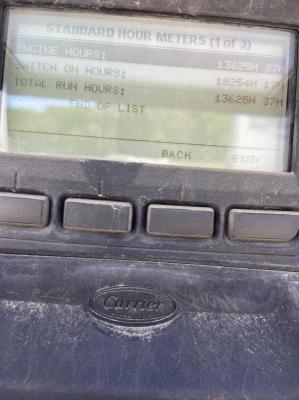 STANDARD HOUR METERS (1 of 3)
ENGINE HOURS: 13625H 37M
SWITCH ON HOURS: 18254H 17M
TOTAL RUN HOURS: 13625H 37M
END OF LIST
BACK EXIT
Carrier